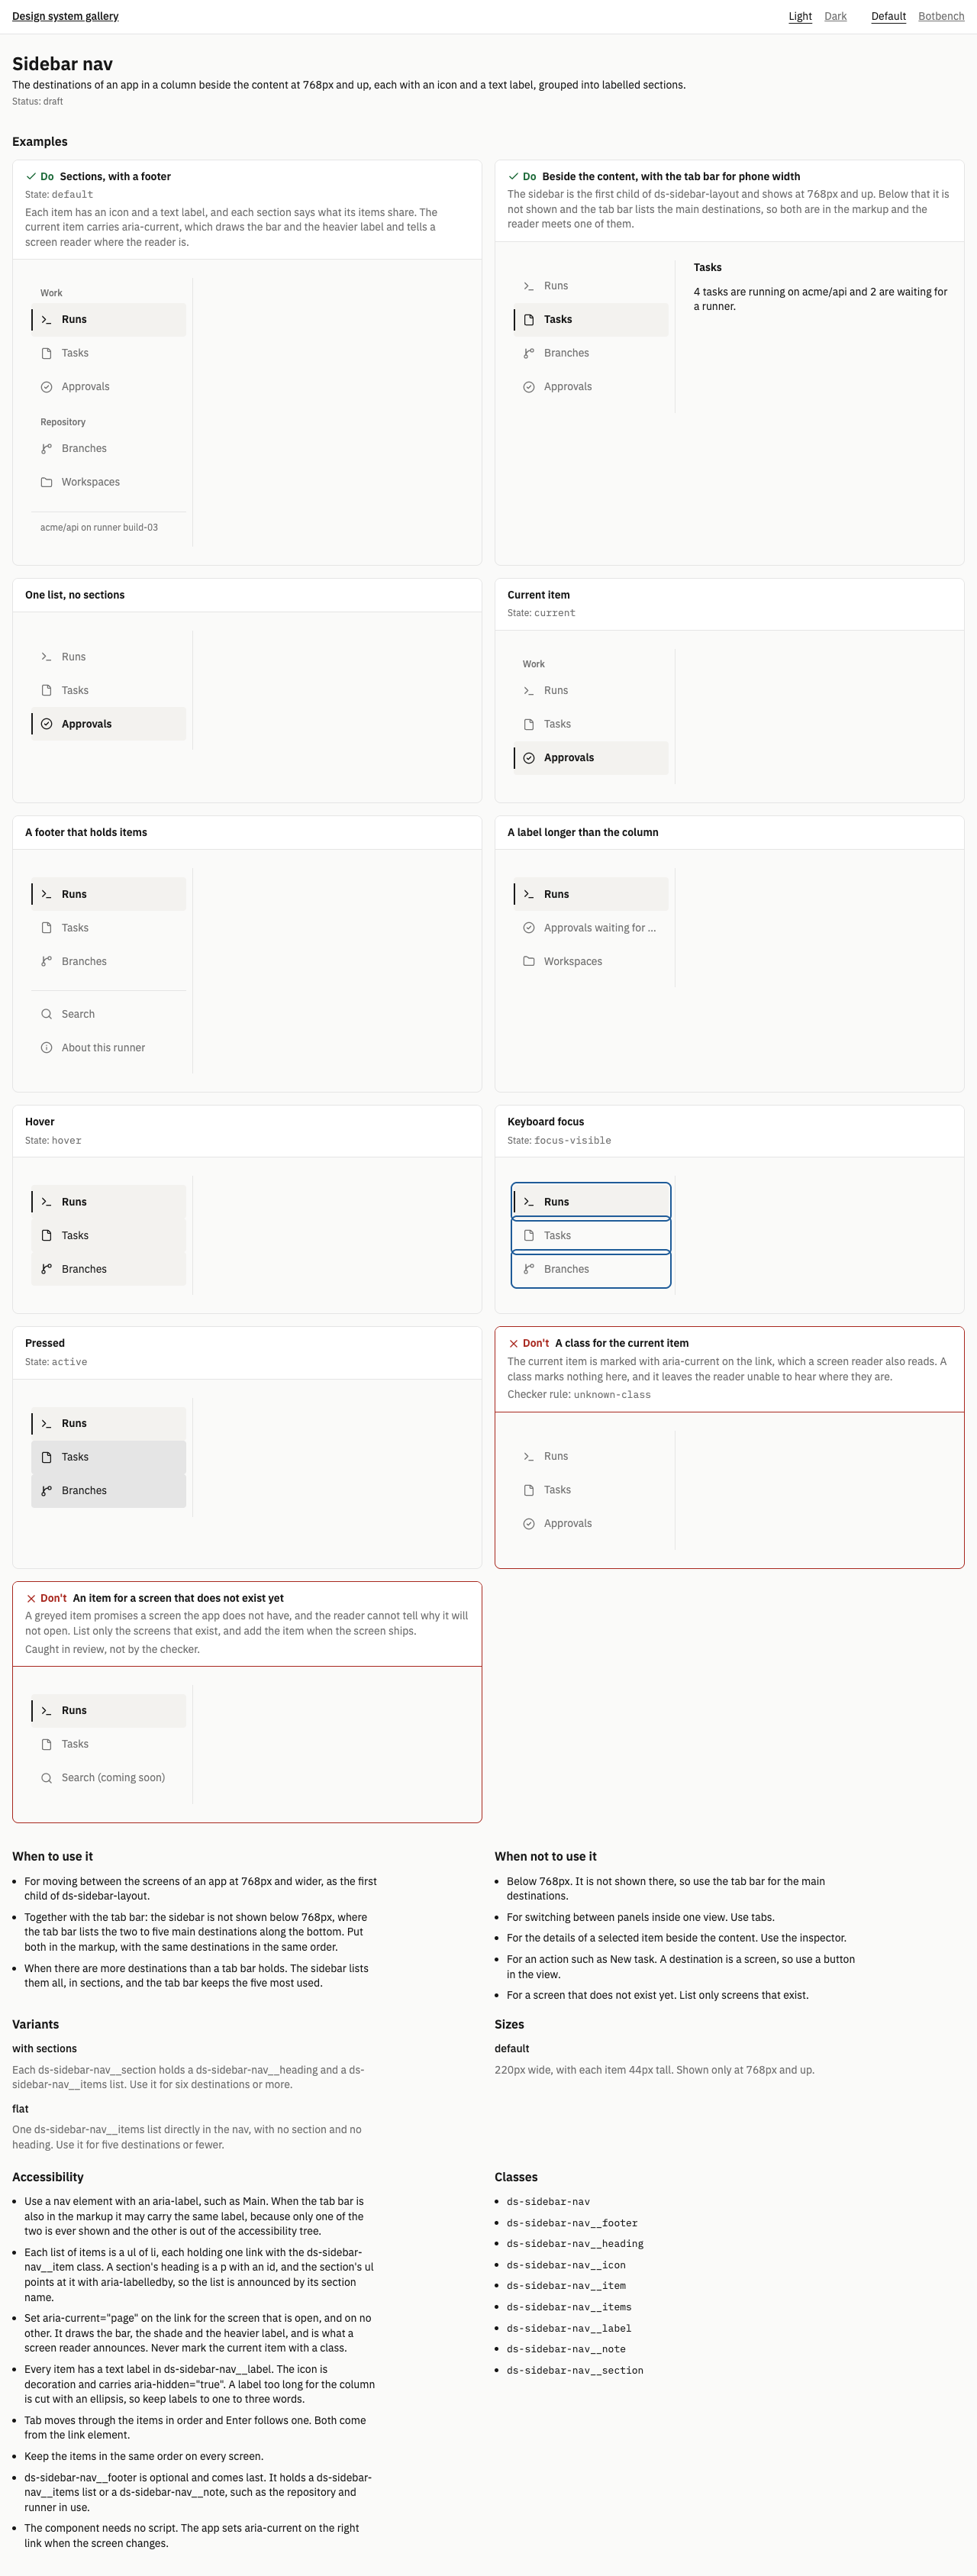 Design system gallery
Light Dark Default Botbench
Sidebar nav
The destinations of an app in a column beside the content at 768px and up, each with an icon and a text label, grouped into labelled sections.
Status: draft
Examples
Do Sections, with a footer
State: default
Each item has an icon and a text label, and each section says what its items share. The
current item carries aria-current, which draws the bar and the heavier label and tells a
screen reader where the reader is.
Work
Runs
Tasks
Approvals
Repository
Branches
Workspaces
acme/api on runner build-03
Do Beside the content, with the tab bar for phone width
The sidebar is the first child of ds-sidebar-layout and shows at 768px and up. Below that it is
not shown and the tab bar lists the main destinations, so both are in the markup and the
reader meets one of them.
Runs
Tasks
Branches
Approvals
Tasks
4 tasks are running on acme/api and 2 are waiting for
a runner.
One list, no sections
Runs
Tasks
Approvals
Current item
State: current
Work
Runs
Tasks
Approvals
A footer that holds items
Runs
Tasks
Branches
Search
About this runner
A label longer than the column
Runs
Approvals waiting for ...
Workspaces
Hover
State: hover
Runs
Tasks
Branches
Keyboard focus
State: focus-visible
Runs
Tasks
Branches
Pressed
State: active
Runs
Tasks
Branches
Don't A class for the current item
The current item is marked with aria-current on the link, which a screen reader also reads. A
class marks nothing here, and it leaves the reader unable to hear where they are.
Checker rule: unknown-class
Runs
Tasks
Approvals
Don't An item for a screen that does not exist yet
A greyed item promises a screen the app does not have, and the reader cannot tell why it will
not open. List only the screens that exist, and add the item when the screen ships.
Caught in review, not by the checker.
Runs
Tasks
Search (coming soon)
When to use it
For moving between the screens of an app at 768px and wider, as the first
child of ds-sidebar-layout.
Together with the tab bar: the sidebar is not shown below 768px, where
the tab bar lists the two to five main destinations along the bottom. Put
both in the markup, with the same destinations in the same order.
When there are more destinations than a tab bar holds. The sidebar lists
them all, in sections, and the tab bar keeps the five most used.
When not to use it
Below 768px. It is not shown there, so use the tab bar for the main
destinations.
For switching between panels inside one view. Use tabs.
For the details of a selected item beside the content. Use the inspector.
For an action such as New task. A destination is a screen, so use a button
in the view.
For a screen that does not exist yet. List only screens that exist.
Variants
with sections
Each ds-sidebar-nav__section holds a ds-sidebar-nav__heading and a ds-
sidebar-nav__items list. Use it for six destinations or more.
flat
One ds-sidebar-nav__items list directly in the nav, with no section and no
heading. Use it for five destinations or fewer.
Sizes
default
220px wide, with each item 44px tall. Shown only at 768px and up.
Accessibility
Use a nav element with an aria-label, such as Main. When the tab bar is
also in the markup it may carry the same label, because only one of the
two is ever shown and the other is out of the accessibility tree.
Each list of items is a ul of li, each holding one link with the ds-sidebar-
nav__item class. A section's heading is a p with an id, and the section's ul
points at it with aria-labelledby, so the list is announced by its section
name.
Set aria-current="page" on the link for the screen that is open, and on no
other. It draws the bar, the shade and the heavier label, and is what a
screen reader announces. Never mark the current item with a class.
Every item has a text label in ds-sidebar-nav__label. The icon is
decoration and carries aria-hidden="true". A label too long for the column
is cut with an ellipsis, so keep labels to one to three words.
Tab moves through the items in order and Enter follows one. Both come
from the link element.
Keep the items in the same order on every screen.
ds-sidebar-nav__footer is optional and comes last. It holds a ds-sidebar-
nav__items list or a ds-sidebar-nav__note, such as the repository and
runner in use.
The component needs no script. The app sets aria-current on the right
link when the screen changes.
Classes
ds-sidebar-nav
ds-sidebar-nav__footer
ds-sidebar-nav__heading
ds-sidebar-nav__icon
ds-sidebar-nav__item
ds-sidebar-nav__items
ds-sidebar-nav__label
ds-sidebar-nav__note
ds-sidebar-nav__section